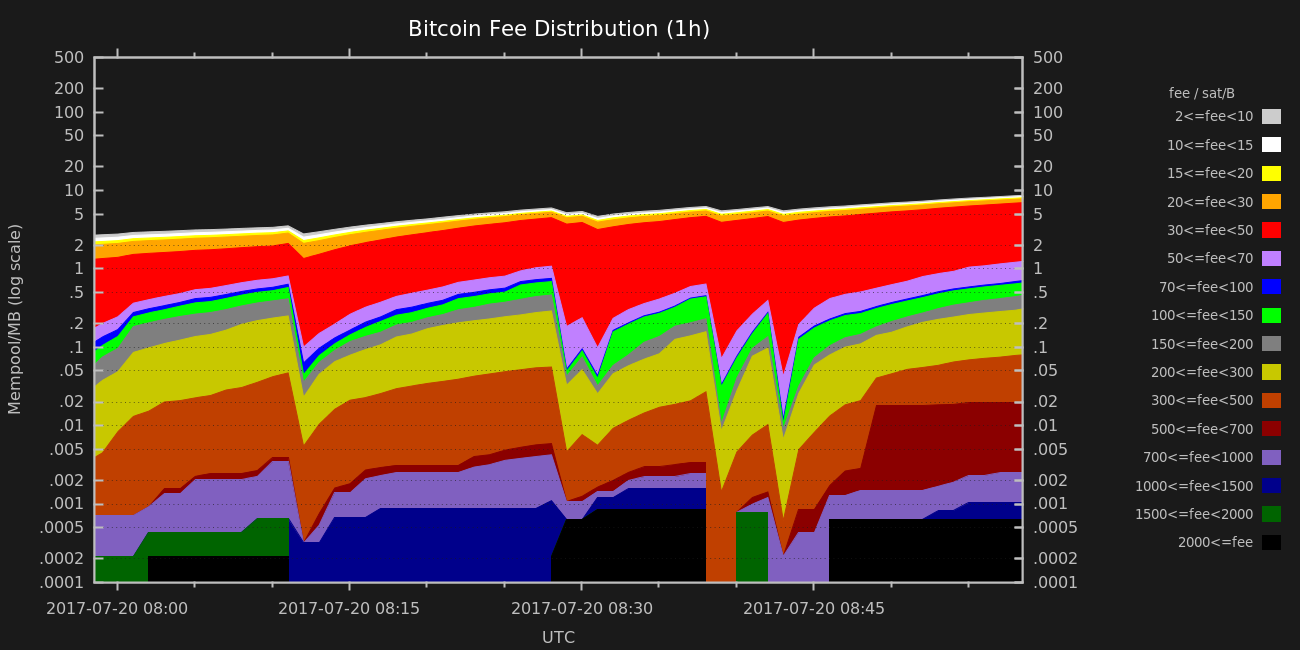 Bitcoin Fee Distribution (1h)
500 500
200 200
100 100
50 50
20 20
10 10
5 5
2 2
1 1
.5 .5
.2 .2
.1 .1
.05 .05
.02 .02
.01 .01
.005 .005
.002 .002
.001 .001
.0005 .0005
.0002 .0002
.0001 .0001
Mempool/MB (log scale)
2017-07-20 08:00 2017-07-20 08:15 2017-07-20 08:30 2017-07-20 08:45
UTC
fee / sat/B
2<=fee<10
10<=fee<15
15<=fee<20
20<=fee<30
30<=fee<50
50<=fee<70
70<=fee<100
100<=fee<150
150<=fee<200
200<=fee<300
300<=fee<500
500<=fee<700
700<=fee<1000
1000<=fee<1500
1500<=fee<2000
2000<=fee